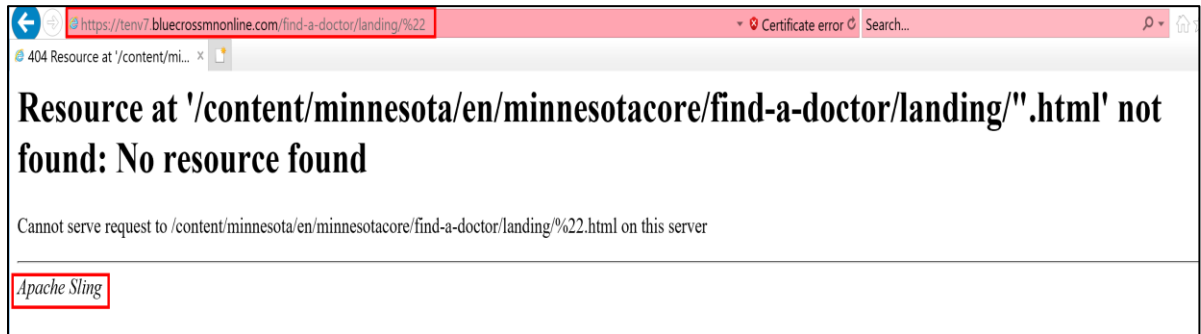 https://tenv7.bluecrossmnonline.com/find-a-doctor/landing/%22 Certificate error Search...
404 Resource at '/content/mi... ×
Resource at '/content/minnesota/en/minnesotacore/find-a-doctor/landing/".html' not
found: No resource found
Cannot serve request to /content/minnesota/en/minnesotacore/find-a-doctor/landing/%22.html on this server
Apache Sling